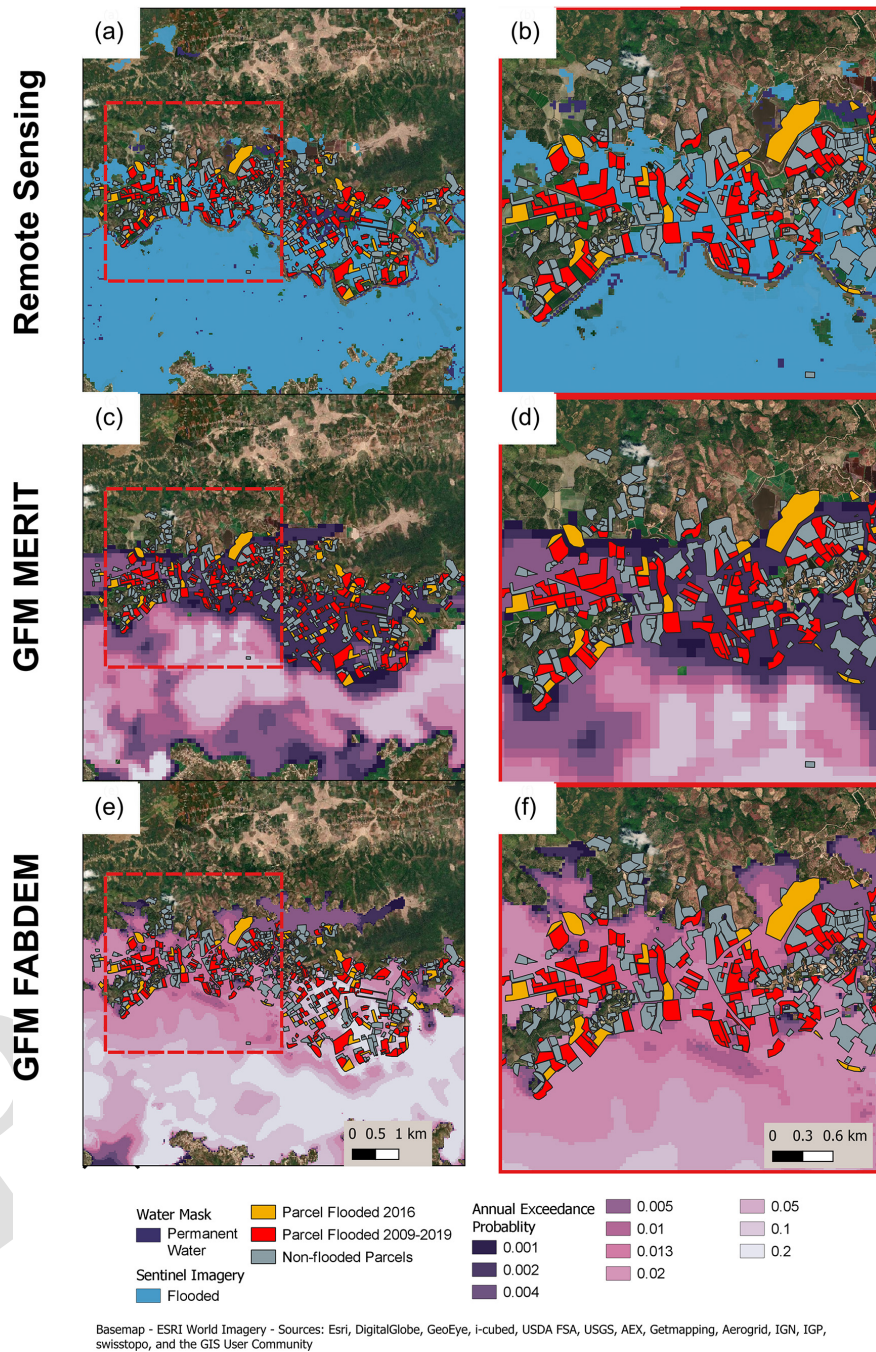 Remote Sensing
(a)
(b)
GFM MERIT
(c)
(d)
GFM FABDEM
(e)
(f)
0 0.5 1 km
0 0.3 0.6 km
Water Mask
Permanent
Water
Sentinel Imagery
Flooded
Parcel Flooded 2016
Parcel Flooded 2009-2019
Non-flooded Parcels
Annual Exceedance
Probablity
0.001
0.002
0.004
0.005
0.01
0.013
0.02
0.05
0.1
0.2
Basemap - ESRI World Imagery - Sources: Esri, DigitalGlobe, GeoEye, i-cubed, USDA FSA, USGS, AEX, Getmapping, Aerogrid, IGN, IGP,
swisstopo, and the GIS User Community